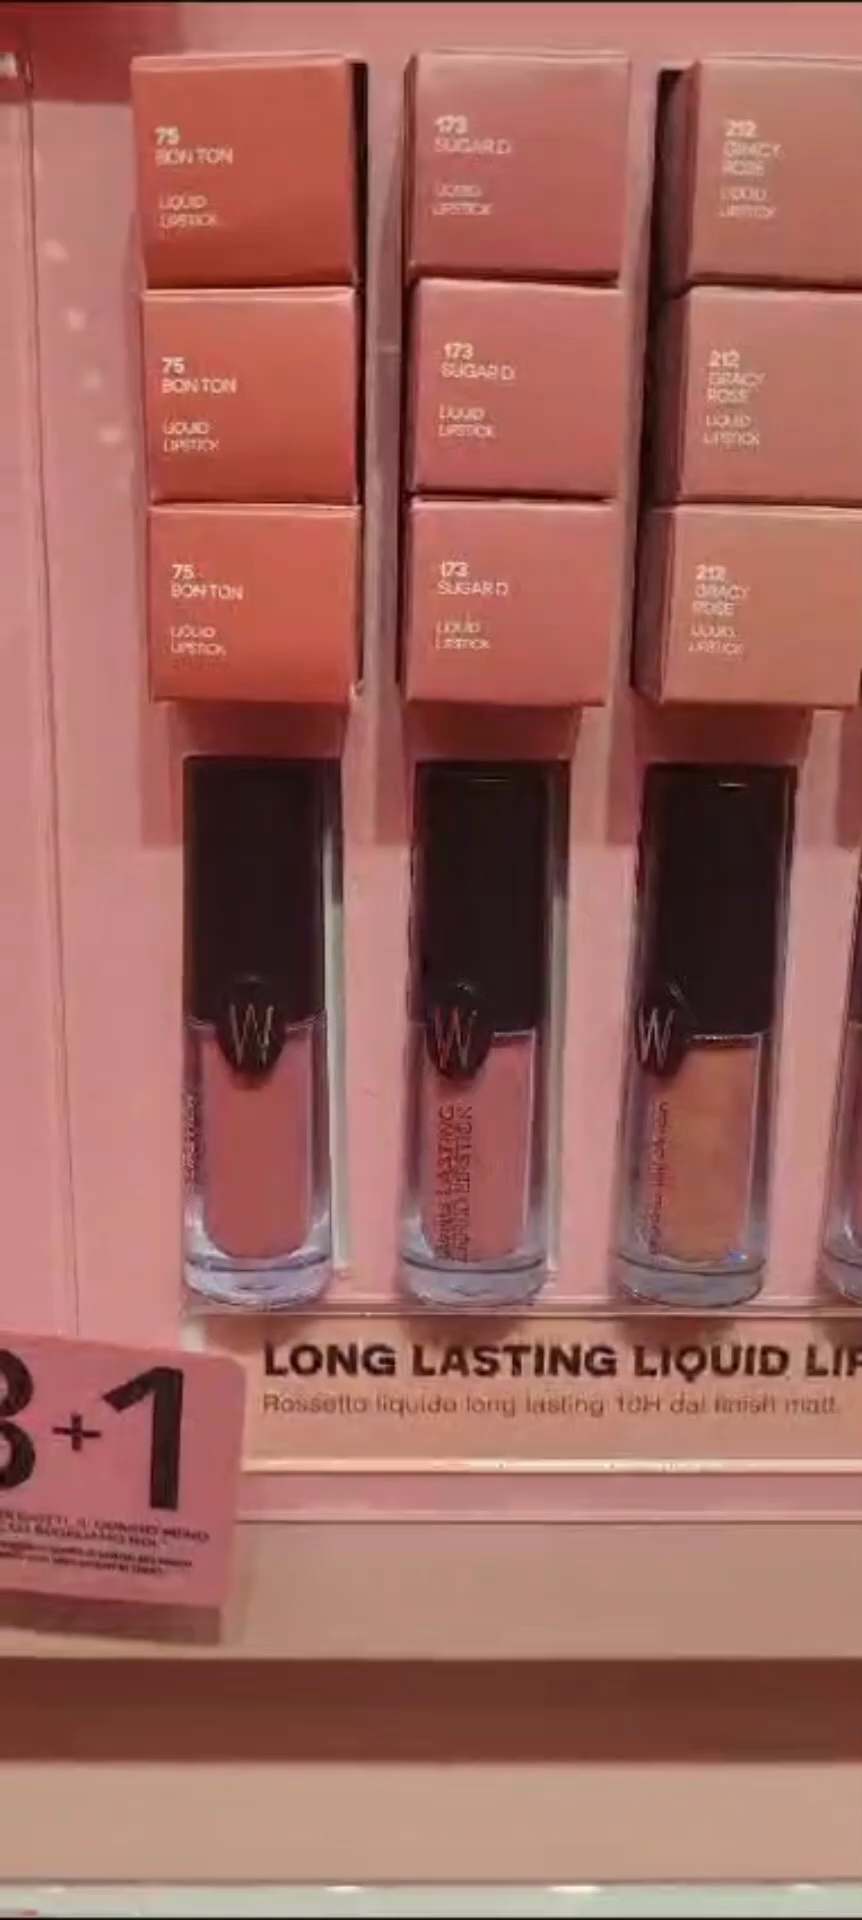 75
BON TON
LIQUID
LIPSTICK
173
SUGAR D.
LIQUID
LIPSTICK
212
GRACY
ROSE
LIQUID
LIPSTICK
75
BON TON
LIQUID
LIPSTICK
173
SUGAR D.
LIQUID
LIPSTICK
212
GRACY
ROSE
LIQUID
LIPSTICK
75
BON TON
LIQUID
LIPSTICK
173
SUGAR D.
LIQUID
LIPSTICK
212
GRACY
ROSE
LIQUID
LIPSTICK
W
W
W
LONG LASTING
LIQUID LIPSTICK
LONG LASTING LIQUID LIP
Rossetto liquido long lasting 10H dal finish matt.
3+1